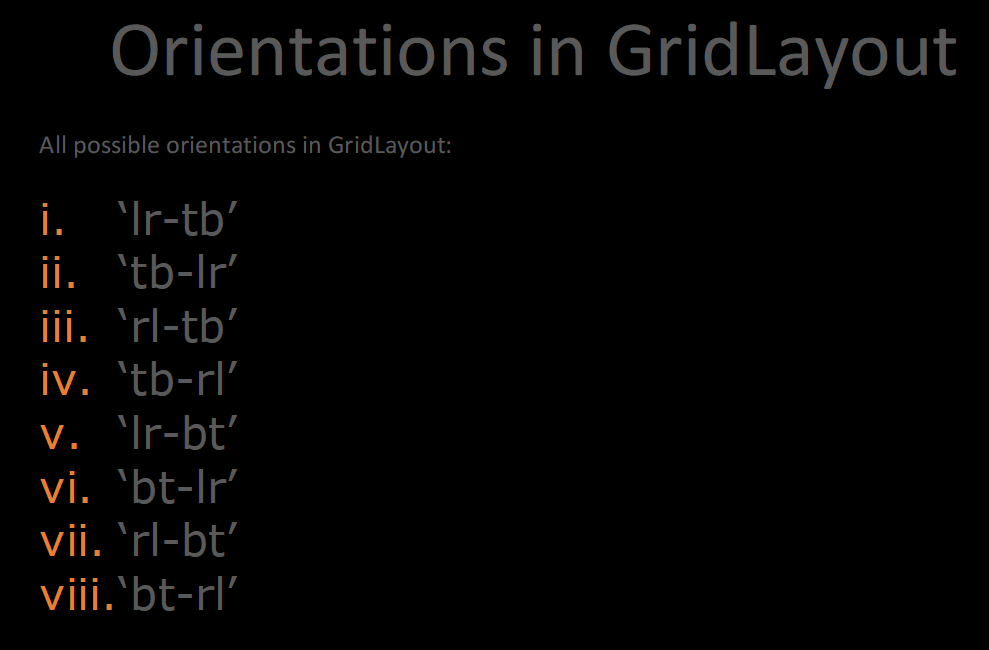 Orientations in GridLayout
All possible orientations in GridLayout:
i. ‘lr-tb’
ii. ‘tb-lr’
iii. ‘rl-tb’
iv. ‘tb-rl’
v. ‘lr-bt’
vi. ‘bt-lr’
vii. ‘rl-bt’
viii. ‘bt-rl’